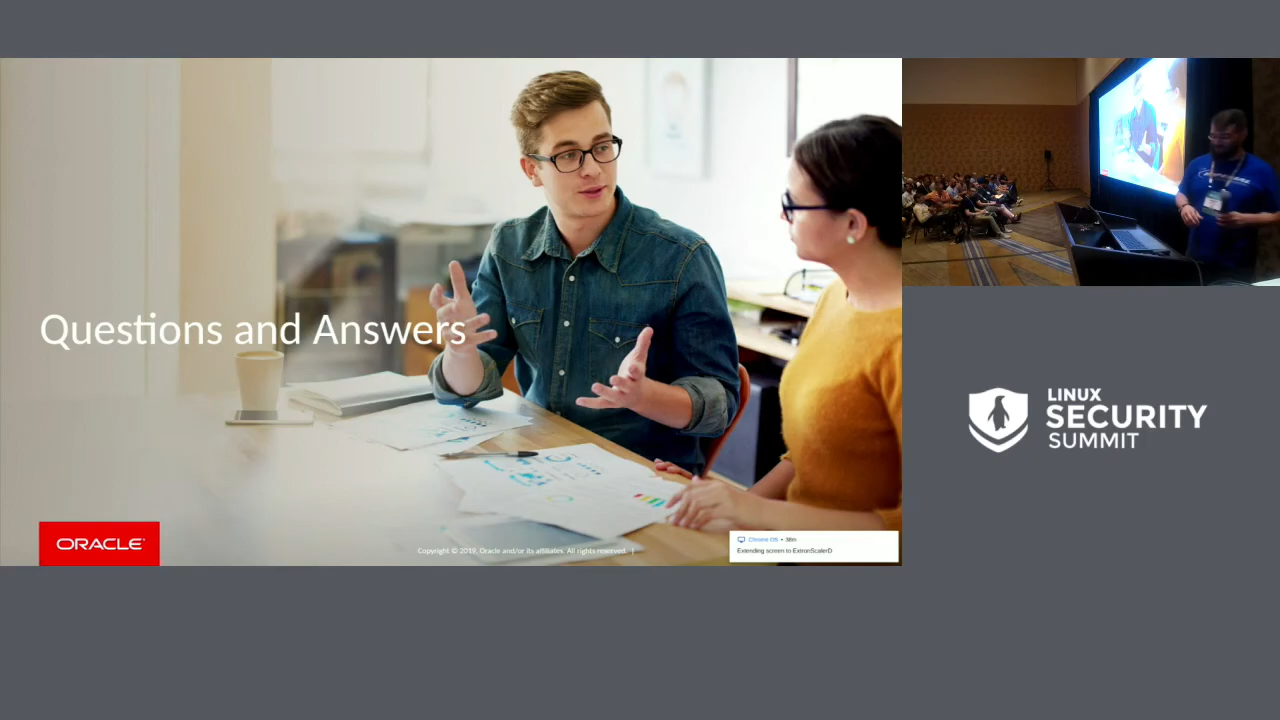 Questions and Answers
ORACLE
Copyright © 2019, Oracle and/or its affiliates. All rights reserved. |
Chrome OS • 38m
Extending screen to ExtronScalerD
LINUX
SECURITY
SUMMIT